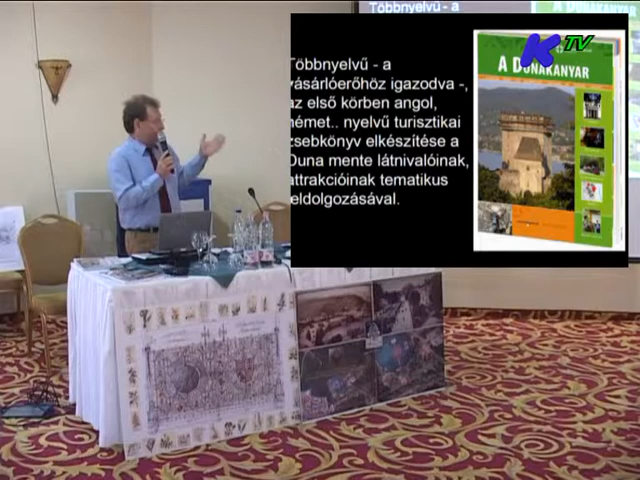 Többnyelvű - a
K TV
A DUNAKANYAR
Többnyelvű - a
vásárlóerőhöz igazodva -,
az első körben angol,
német.. nyelvű turisztikai
zsebkönyv elkészítése a
Duna mente látnivalóinak,
attrakcióinak tematikus
feldolgozásával.